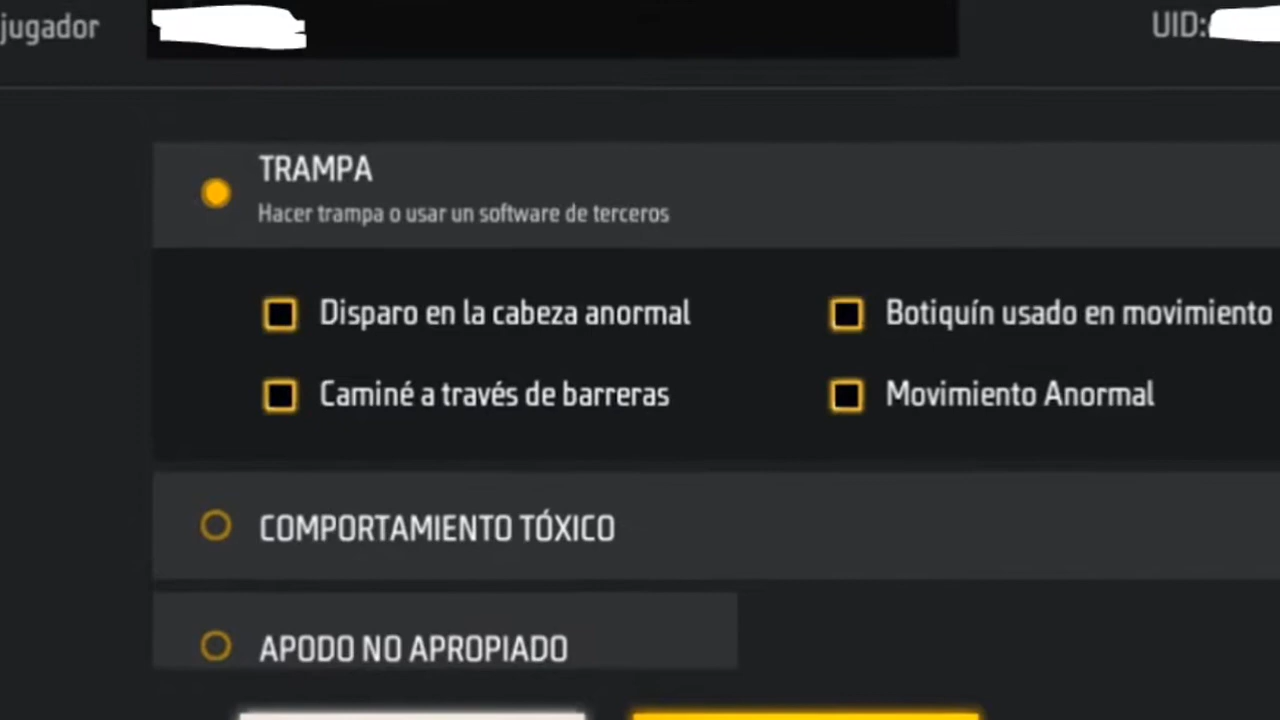 jugador UID:
TRAMPA
Hacer trampa o usar un software de terceros
Disparo en la cabeza anormal Botiquín usado en movimiento
Caminé a través de barreras Movimiento Anormal
COMPORTAMIENTO TÓXICO
APODO NO APROPIADO